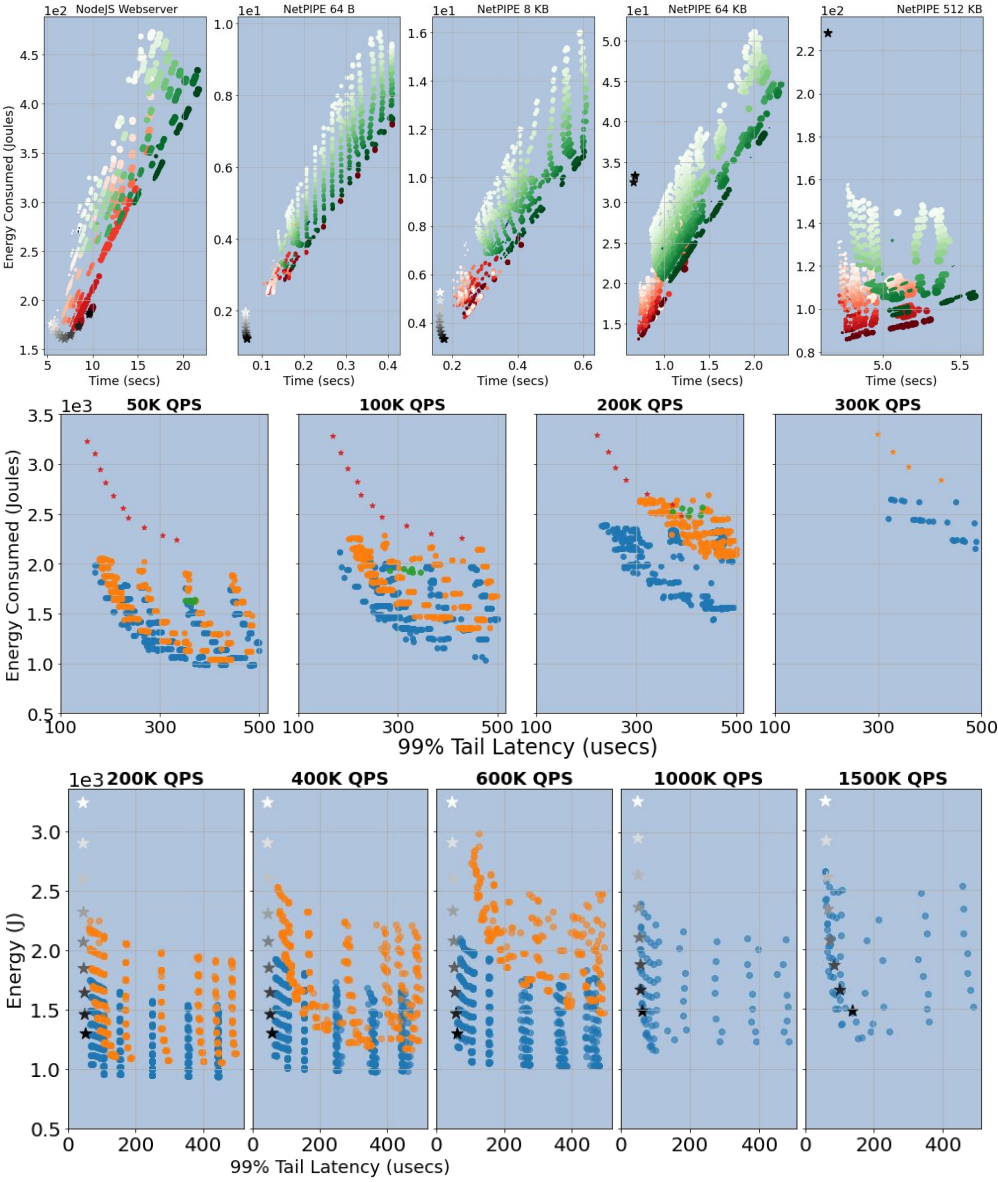 1e2 NodeJS Webserver
1e1 NetPIPE 64 B
1e1 NetPIPE 8 KB
1e1 NetPIPE 64 KB
1e2 NetPIPE 512 KB
Energy Consumed (Joules)
4.5
4.0
3.5
3.0
2.5
2.0
1.5
1.0
0.8
0.6
0.4
0.2
1.6
1.4
1.2
1.0
0.8
0.6
0.4
5.0
4.5
4.0
3.5
3.0
2.5
2.0
1.5
2.2
2.0
1.8
1.6
1.4
1.2
1.0
0.8
5 10 15 20
0.1 0.2 0.3 0.4
0.2 0.4 0.6
1.0 1.5 2.0
5.0 5.5
Time (secs) Time (secs) Time (secs) Time (secs) Time (secs)
1e3 50K QPS 100K QPS 200K QPS 300K QPS
Energy Consumed (Joules)
3.5
3.0
2.5
2.0
1.5
1.0
0.5
100 300 500 100 300 500 100 300 500 100 300 500
99% Tail Latency (usecs)
1e3 200K QPS 400K QPS 600K QPS 1000K QPS 1500K QPS
Energy (J)
3.0
2.5
2.0
1.5
1.0
0.5
0 200 400 0 200 400 0 200 400 0 200 400 0 200 400
99% Tail Latency (usecs)